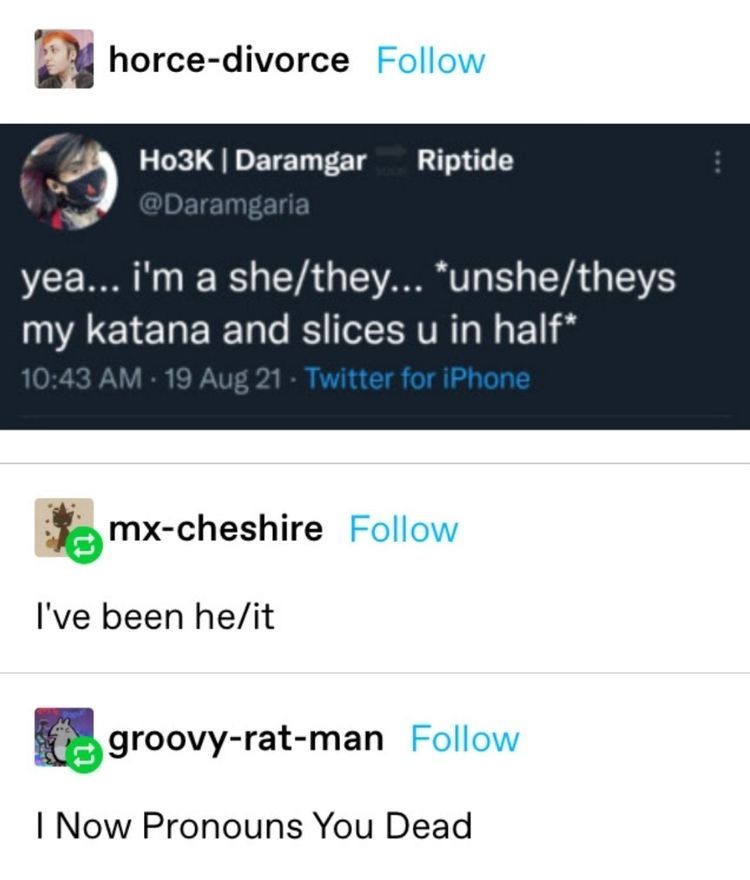 horce-divorce Follow
Ho3K | Daramgar Riptide
@Daramgaria
yea... i'm a she/they... *unshe/theys
my katana and slices u in half*
10:43 AM · 19 Aug 21 · Twitter for iPhone
mx-cheshire Follow
I've been he/it
groovy-rat-man Follow
I Now Pronouns You Dead